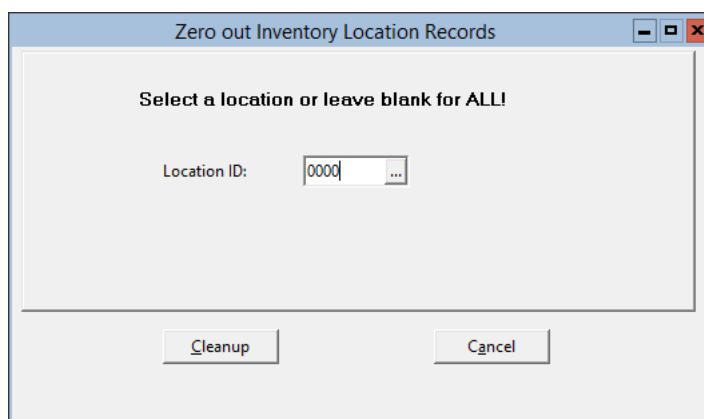 Zero out Inventory Location Records
Select a location or leave blank for ALL!
Location ID: 0000 ...
Cleanup Cancel